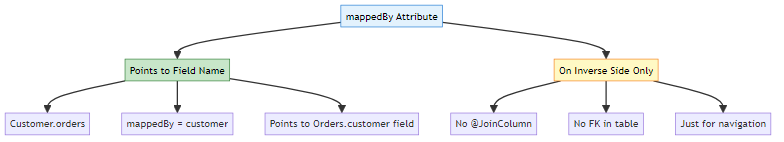 mappedBy Attribute
Points to Field Name
On Inverse Side Only
Customer.orders
mappedBy = customer
Points to Orders.customer field
No @JoinColumn
No FK in table
Just for navigation